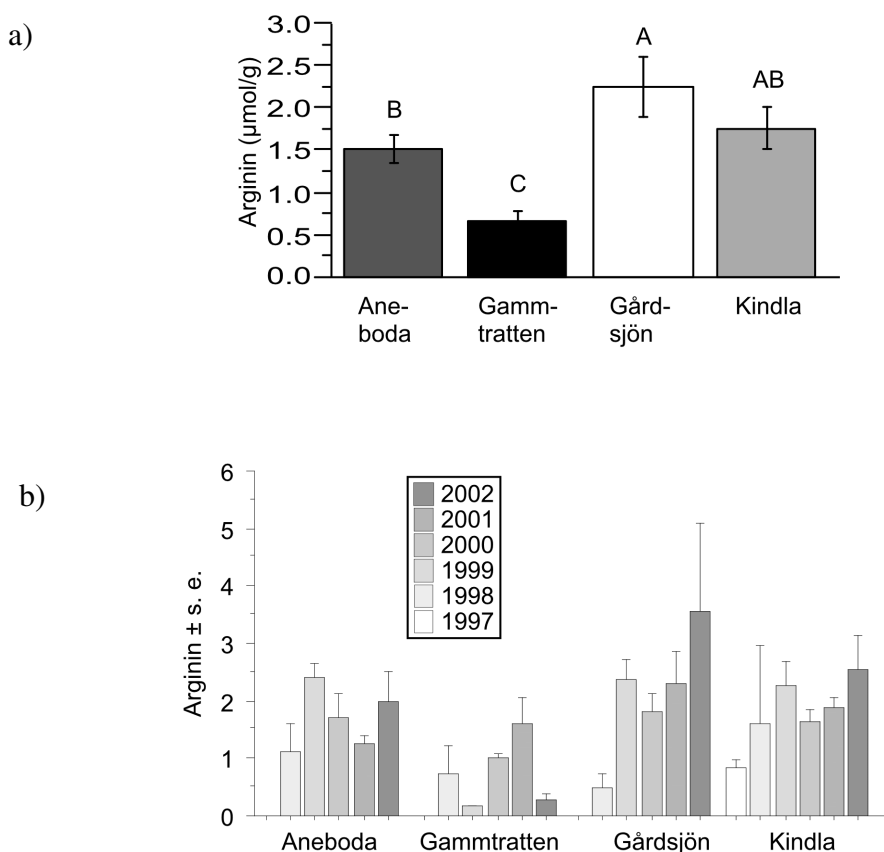 a)
Arginin (µmol/g)
3.0
2.5
2.0
1.5
1.0
0.5
0.0
B
C
A
AB
Ane-
boda
Gamm-
tratten
Gård-
sjön
Kindla
b)
Arginin ± s. e.
6
5
4
3
2
1
0
2002
2001
2000
1999
1998
1997
Aneboda Gammtratten Gårdsjön Kindla